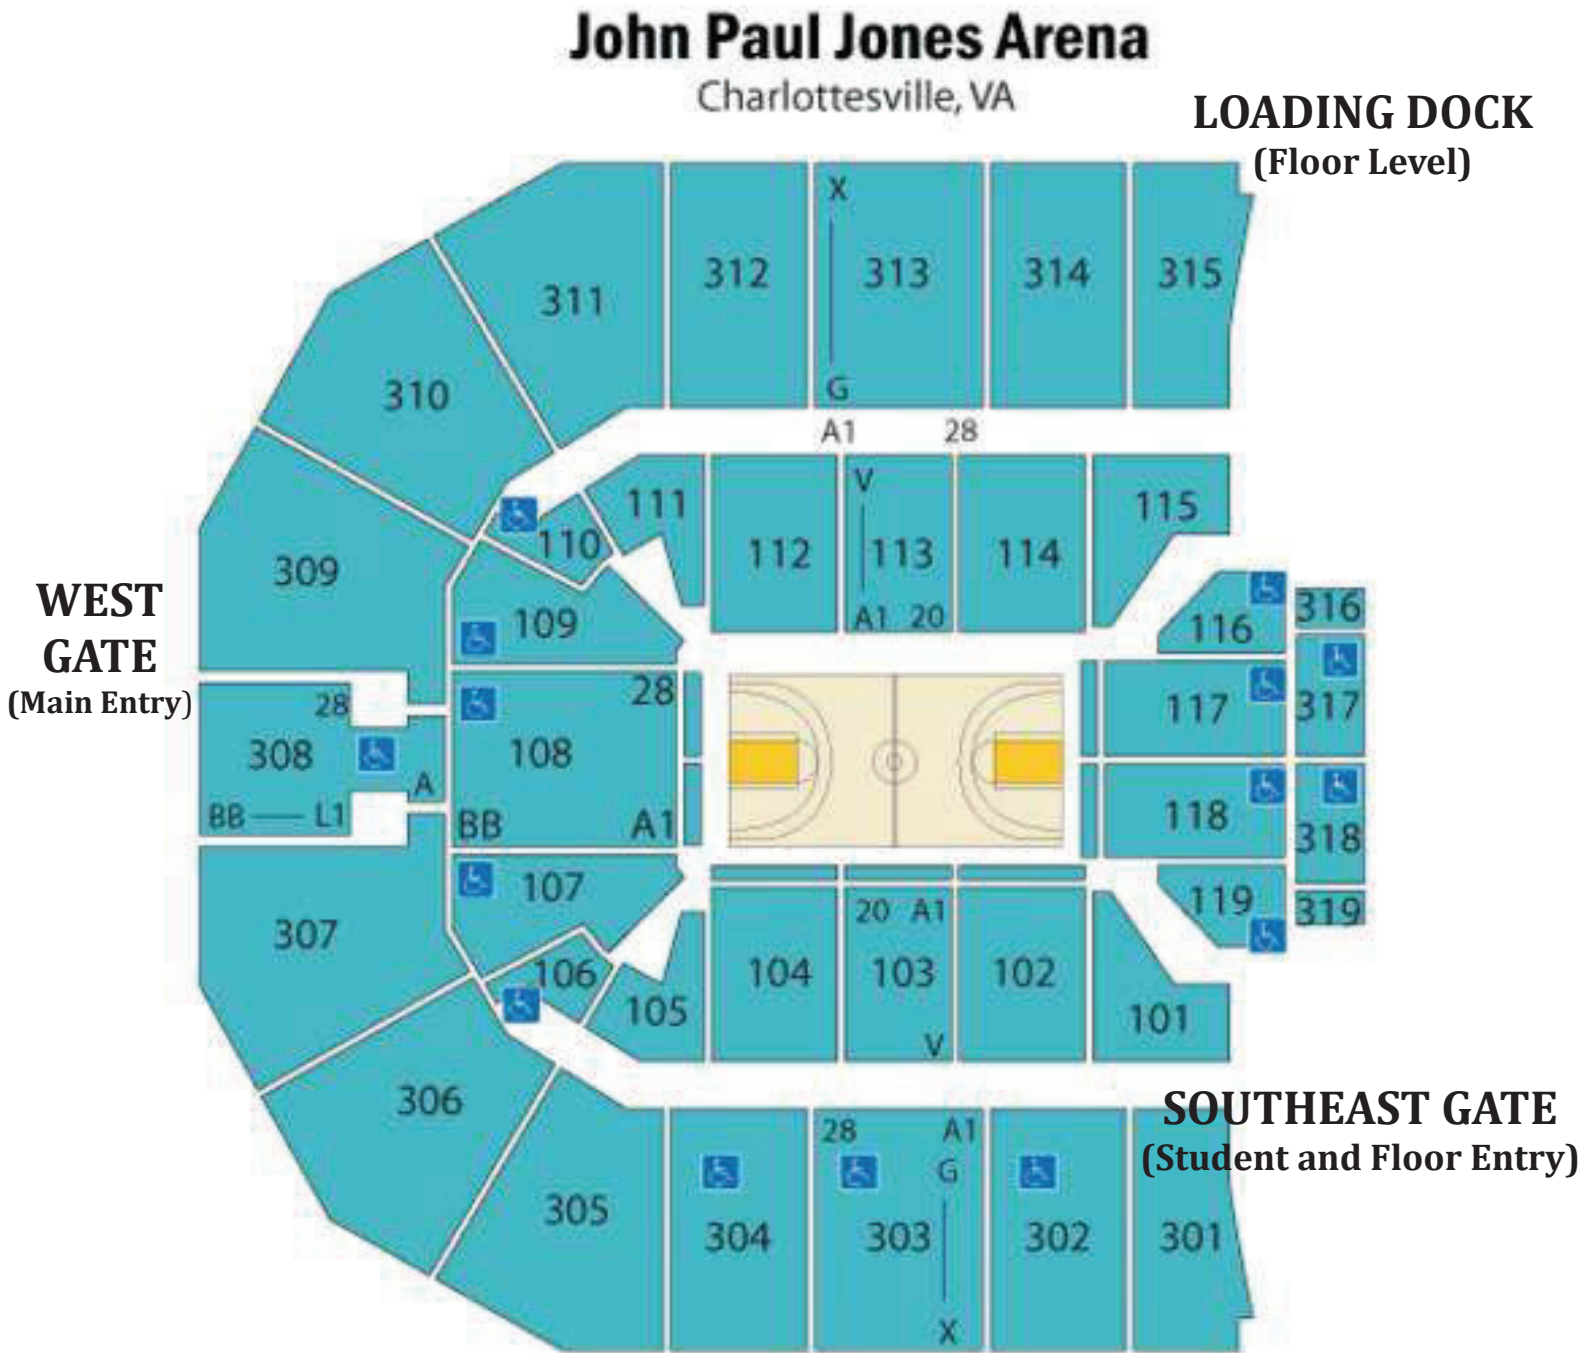 John Paul Jones Arena
Charlottesville, VA
LOADING DOCK
(Floor Level)
X
312
313
314
315
311
G
310
A1
28
V
111
115
112
113
114
110
309
109
A1
20
116
316
WEST
GATE
(Main Entry)
28
28
117
317
308
108
A
BB
L1
BB
A1
118
318
107
119
319
20
A1
307
106
104
103
102
105
101
V
306
SOUTHEAST GATE
(Student and Floor Entry)
28
A1
G
305
304
303
302
301
X